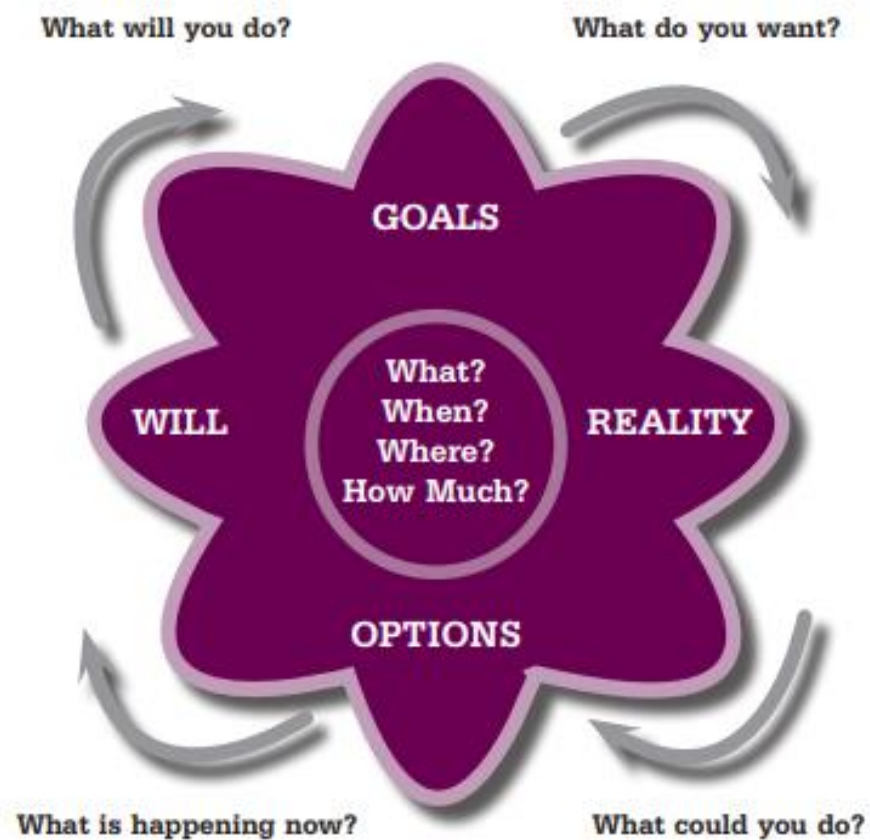 What will you do?
What do you want?
GOALS
What?
When?
Where?
How Much?
WILL
REALITY
OPTIONS
What is happening now?
What could you do?